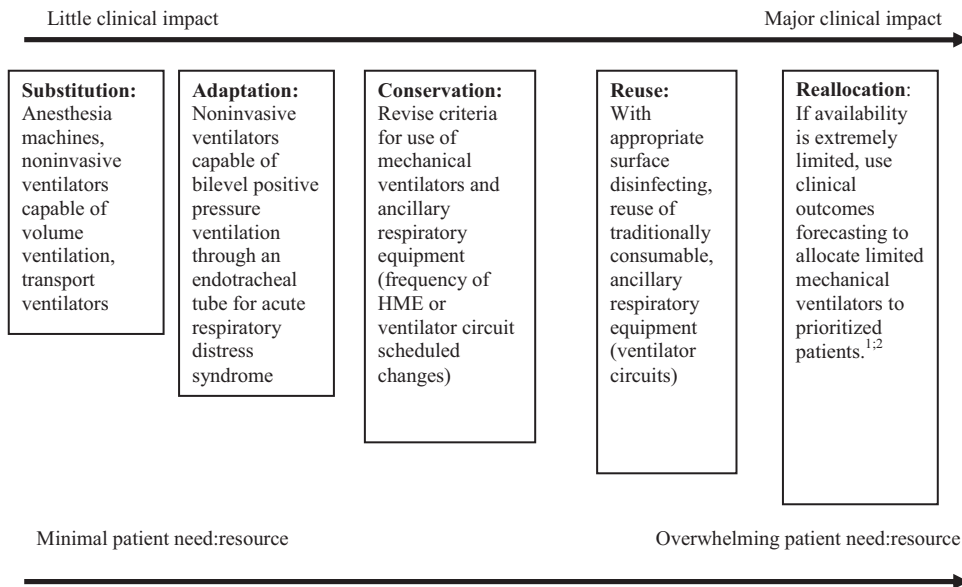 Little clinical impact
Major clinical impact
Substitution:
Anesthesia
machines,
noninvasive
ventilators
capable of
volume
ventilation,
transport
ventilators
Adaptation:
Noninvasive
ventilators
capable of
bilevel positive
pressure
ventilation
through an
endotracheal
tube for acute
respiratory
distress
syndrome
Conservation:
Revise criteria
for use of
mechanical
ventilators and
ancillary
respiratory
equipment
(frequency of
HME or
ventilator circuit
scheduled
changes)
Reuse:
With
appropriate
surface
disinfecting,
reuse of
traditionally
consumable,
ancillary
respiratory
equipment
(ventilator
circuits)
Reallocation:
If availability
is extremely
limited, use
clinical
outcomes
forecasting to
allocate limited
mechanical
ventilators to
prioritized
patients.1;2
Minimal patient need:resource
Overwhelming patient need:resource